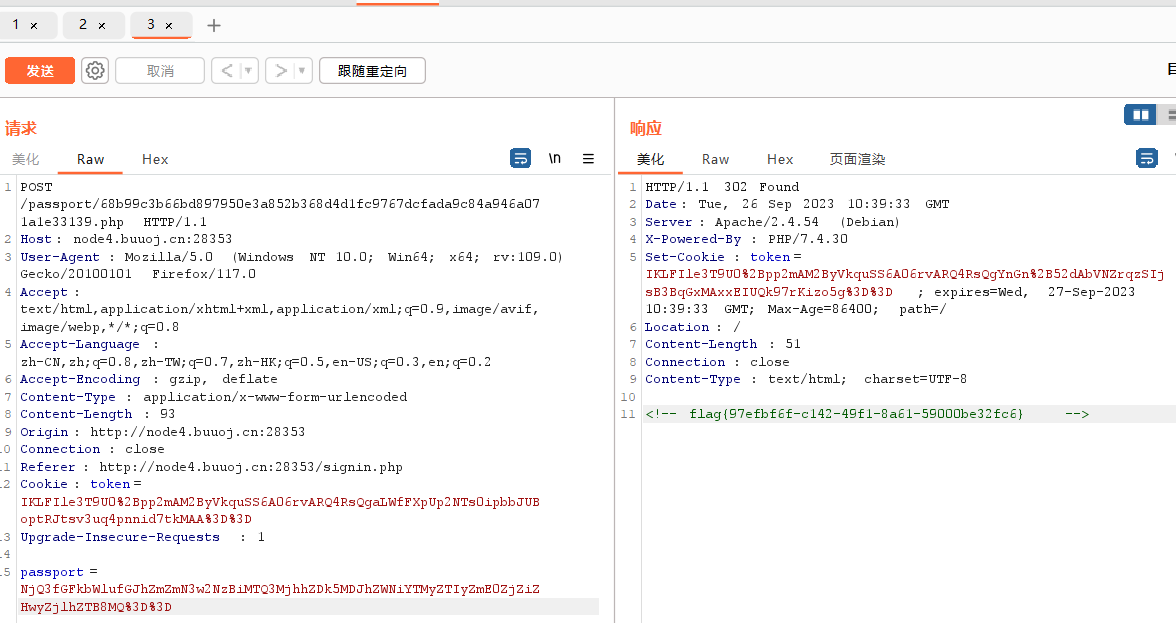 1 ×
2 ×
3 ×
+
发送
取消
<
>
跟随重定向
请求
美化
Raw
Hex
\n
1 POST
/passport/68b99c3b66bd897950e3a852b368d4d1fc9767dcfada9c84a946a07
1a1e33139.php HTTP/1.1
2 Host: node4.buuoj.cn:28353
3 User-Agent : Mozilla/5.0 (Windows NT 10.0; Win64; x64; rv:109.0)
Gecko/20100101 Firefox/117.0
4 Accept :
text/html,application/xhtml+xml,application/xml;q=0.9,image/avif,
image/webp,*/*;q=0.8
5 Accept-Language :
zh-CN,zh;q=0.8,zh-TW;q=0.7,zh-HK;q=0.5,en-US;q=0.3,en;q=0.2
6 Accept-Encoding : gzip, deflate
7 Content-Type : application/x-www-form-urlencoded
8 Content-Length : 93
9 Origin : http://node4.buuoj.cn:28353
10 Connection : close
11 Referer : http://node4.buuoj.cn:28353/signin.php
12 Cookie : token=
IKLFIle3T9U0%2Bpp2mAM2ByVkquSS6A06rvARQ4RsQgaLWfFXpUp2NTsOipbbJUB
optRJtsv3uq4pnnid7tkMAA%3D%3D
13 Upgrade-Insecure-Requests : 1
14
15 passport =
NjQ3fGFkbWlufGJhZmZmN3w2NzBiMTQ3MjhhZDk5MDJhZWNiYTMyZTIyZmE0ZjZiZ
HwyZjlhZTB8MQ%3D%3D
响应
美化
Raw
Hex
页面渲染
1 HTTP/1.1 302 Found
2 Date: Tue, 26 Sep 2023 10:39:33 GMT
3 Server : Apache/2.4.54 (Debian)
4 X-Powered-By : PHP/7.4.30
5 Set-Cookie : token=
IKLFIle3T9U0%2Bpp2mAM2ByVkquSS6A06rvARQ4RsQgYnGn%2B52dAbVNZrqzSIj
sB3BqGxMAxxEIUQk97rKizo5g%3D%3D ; expires=Wed, 27-Sep-2023
10:39:33 GMT; Max-Age=86400; path=/
6 Location : /
7 Content-Length : 51
8 Connection : close
9 Content-Type : text/html; charset=UTF-8
10
11 <!-- flag{97efbf6f-c142-49f1-8a61-59000be32fc6} -->